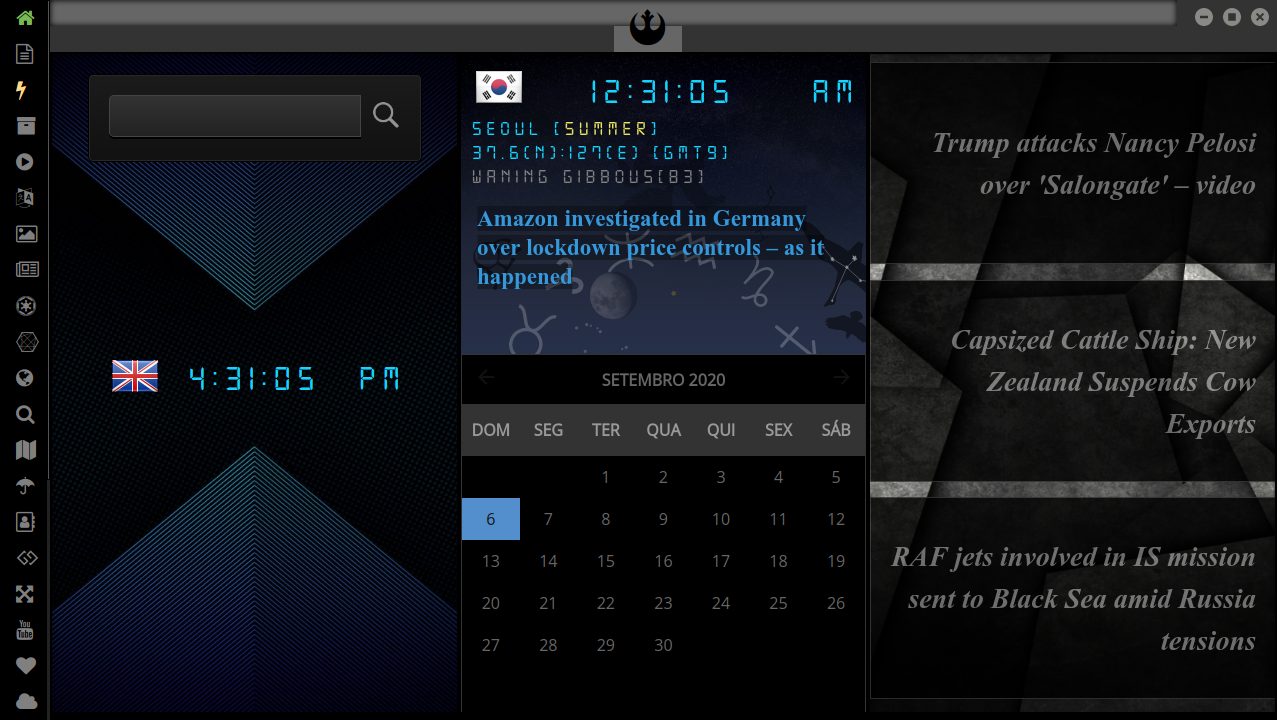 12:31:05 AM
SEOUL [SUMMER]
37.6(N):127(E) [GMT9]
WANING GIBBOUS[83]
Amazon investigated in Germany
over lockdown price controls – as it
happened
4:31:05 PM
SETEMBRO 2020
DOM SEG TER QUA QUI SEX SÁB
1 2 3 4 5
6 7 8 9 10 11 12
13 14 15 16 17 18 19
20 21 22 23 24 25 26
27 28 29 30
Trump attacks Nancy Pelosi
over 'Salongate' – video
Capsized Cattle Ship: New
Zealand Suspends Cow
Exports
RAF jets involved in IS mission
sent to Black Sea amid Russia
tensions
You
Tube